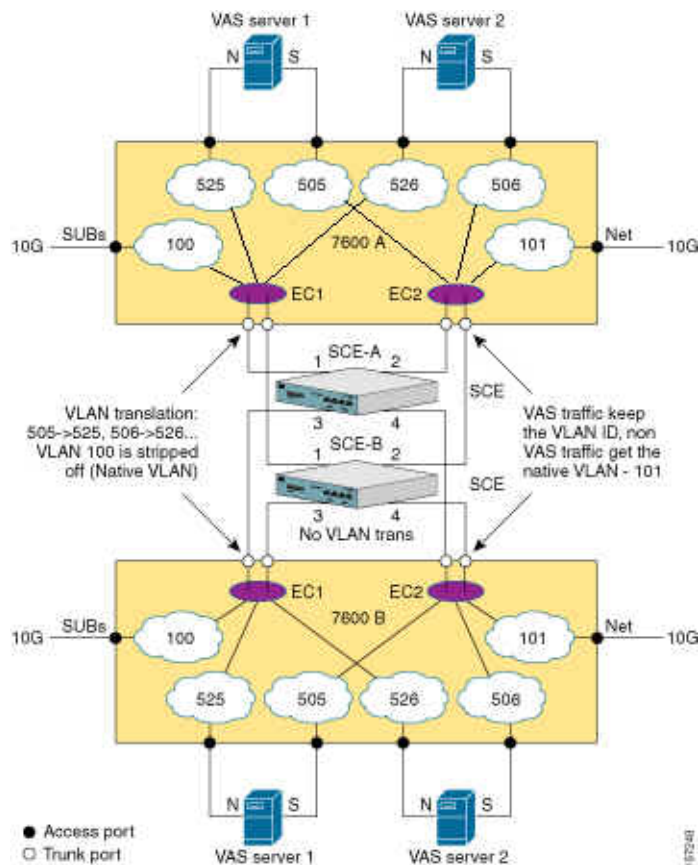 VAS server 1
VAS server 2
N
S
N
S
525
505
526
506
10G
SUBs
100
7600 A
101
Net
10G
EC1
EC2
1
SCE-A
2
SCE
VLAN translation:
505->525, 506->526...
VLAN 100 is stripped
off (Native VLAN)
3
4
SCE-B
1
2
VAS traffic keep
the VLAN ID, non
VAS traffic get the
native VLAN - 101
SCE
3
4
No VLAN trans
EC1
EC2
7600 B
10G
SUBs
100
101
Net
10G
525
505
526
506
N
S
N
S
Access port
Trunk port
VAS server 1
VAS server 2